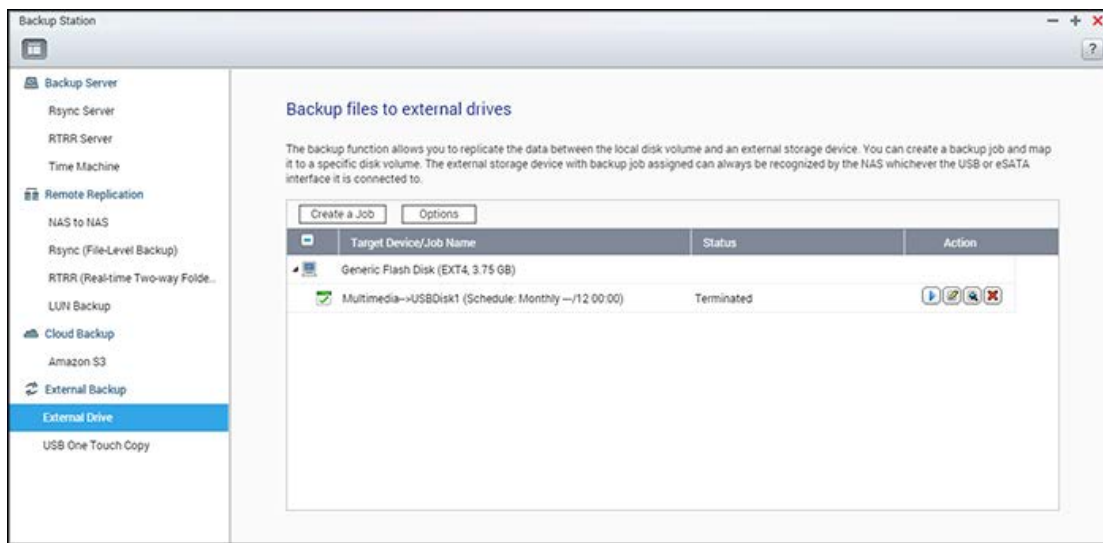 Backup Station
?
Backup Server
Rsync Server
RTRR Server
Time Machine
Remote Replication
NAS to NAS
Rsync (File-Level Backup)
RTRR (Real-time Two-way Folde...
LUN Backup
Cloud Backup
Amazon S3
External Backup
External Drive
USB One Touch Copy
Backup files to external drives
The backup function allows you to replicate the data between the local disk volume and an external storage device. You can create a backup job and map
it to a specific disk volume. The external storage device with backup job assigned can always be recognized by the NAS whichever the USB or eSATA
interface it is connected to.
Create a Job Options
Target Device/Job Name Status Action
Generic Flash Disk (EXT4, 3.75 GB)
Multimedia-->USBDisk1 (Schedule: Monthly ---/12 00:00) Terminated